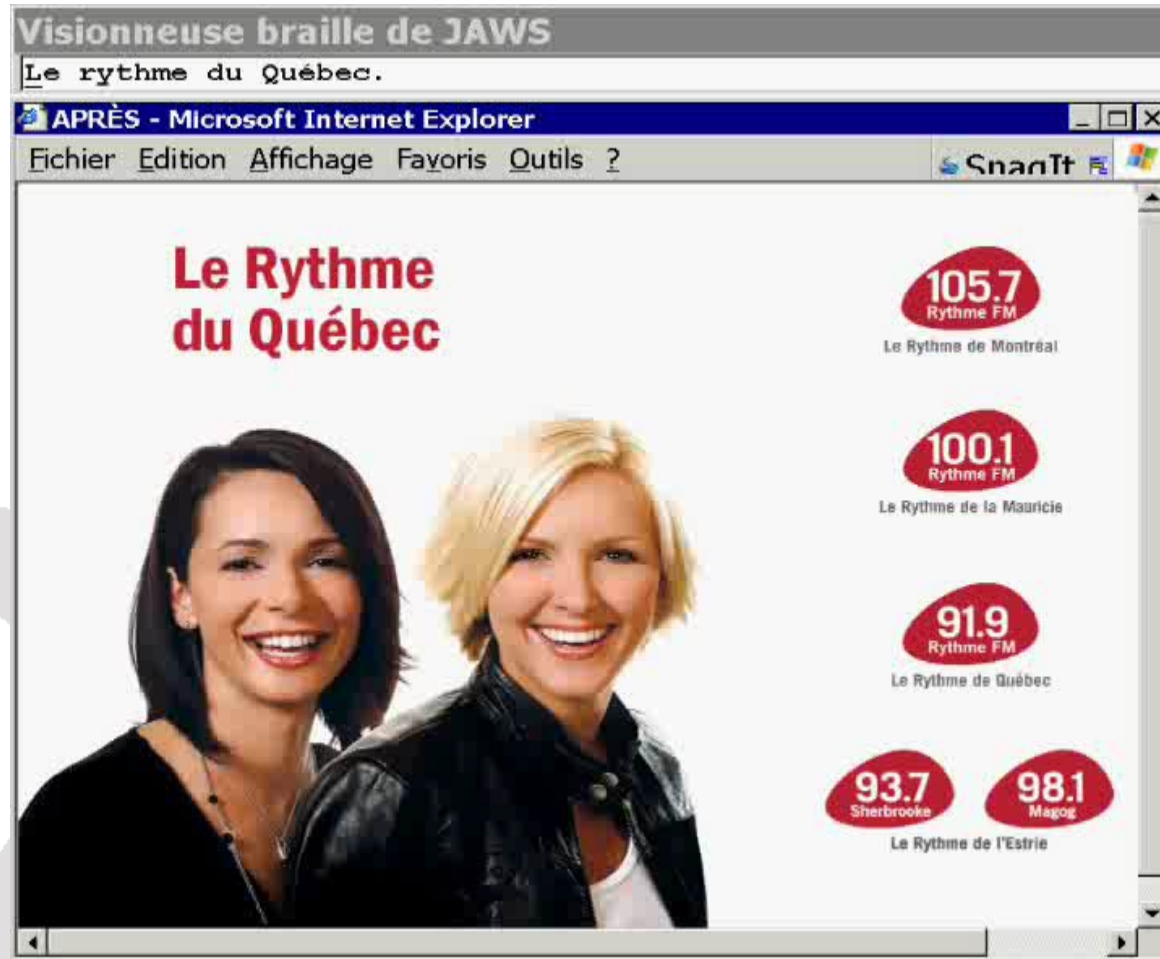 Visionneuse braille de JAWS
Le rythme du Québec.
APRÈS - Microsoft Internet Explorer
Fichier Edition Affichage Favoris Outils ?
SnagIt
Le Rythme
du Québec
105.7
Rythme FM
Le Rythme de Montréal
100.1
Rythme FM
Le Rythme de la Mauricie
91.9
Rythme FM
Le Rythme de Québec
93.7
Sherbrooke
98.1
Magog
Le Rythme de l'Estrie